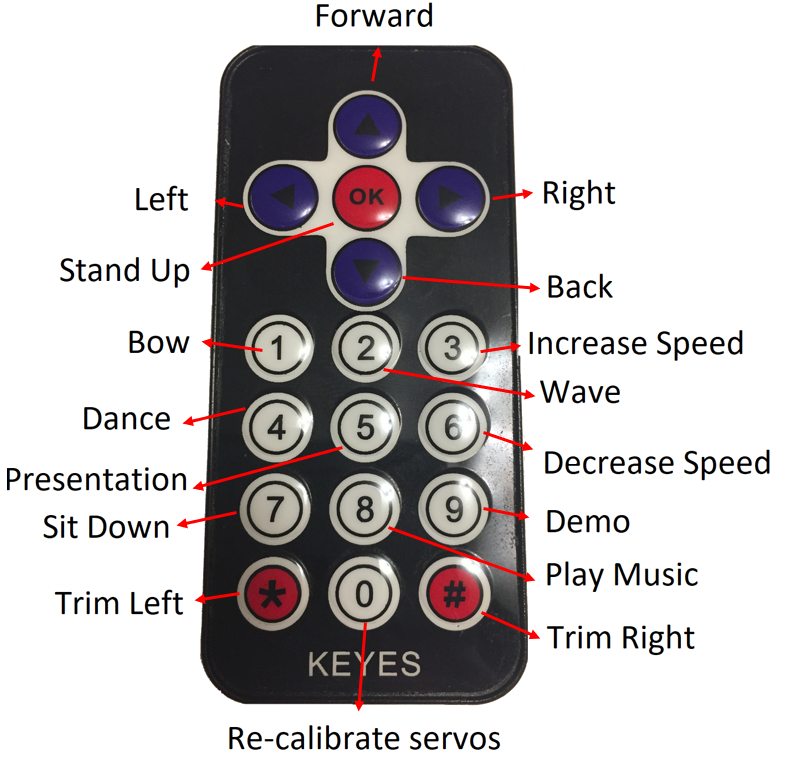 Forward
Left
OK
Right
Stand Up
Back
Bow
1
2
3
Increase Speed
Wave
Dance
4
5
6
Decrease Speed
Presentation
Sit Down
7
8
9
Demo
Play Music
Trim Left
*
0
#
Trim Right
KEYES
Re-calibrate servos